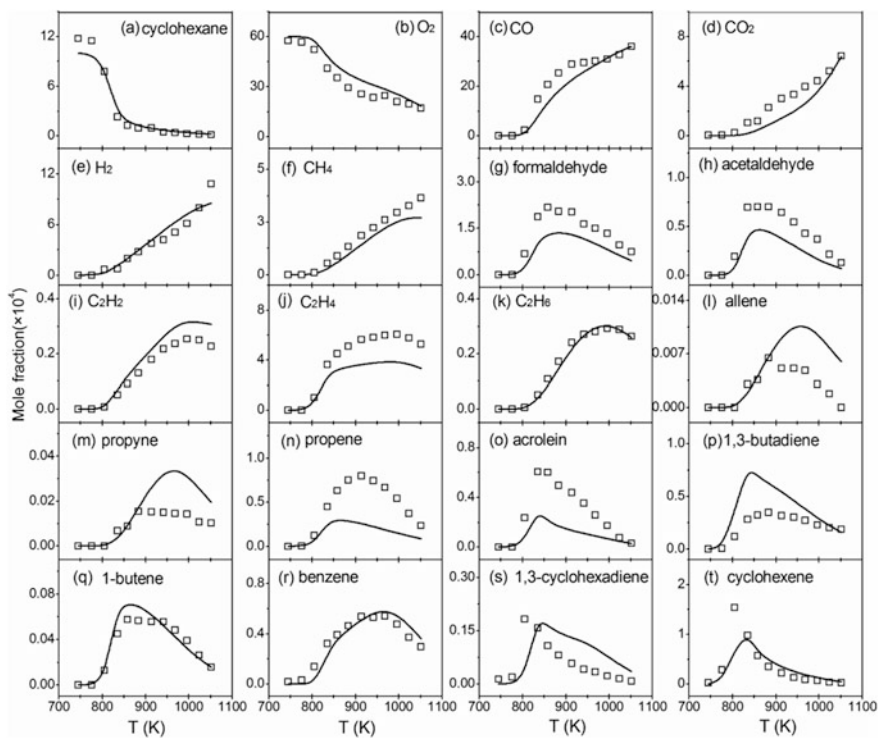 (a) cyclohexane
(b) O2
(c) CO
(d) CO2
12
8
4
0
60
30
0
40
20
0
8
4
0
(e) H2
(f) CH4
(g) formaldehyde
(h) acetaldehyde
12
6
0
5
3
0
3.0
1.5
0.0
1.0
0.5
0.0
(i) C2H2
(j) C2H4
(k) C2H6
(l) allene
0.4
0.2
0.0
8
4
0
0.4
0.2
0.0
0.014
0.007
0.000
(m) propyne
(n) propene
(o) acrolein
(p) 1,3-butadiene
0.04
0.02
0.00
1.0
0.5
0.0
0.8
0.4
0.0
1.0
0.5
0.0
(q) 1-butene
(r) benzene
(s) 1,3-cyclohexadiene
(t) cyclohexene
0.08
0.04
0.00
0.8
0.4
0.0
0.30
0.15
0.00
2
1
0
Mole fraction(×10⁻⁴)
700 800 900 1000 1100
700 800 900 1000 1100
700 800 900 1000 1100
700 800 900 1000 1100
T (K)
T (K)
T (K)
T (K)